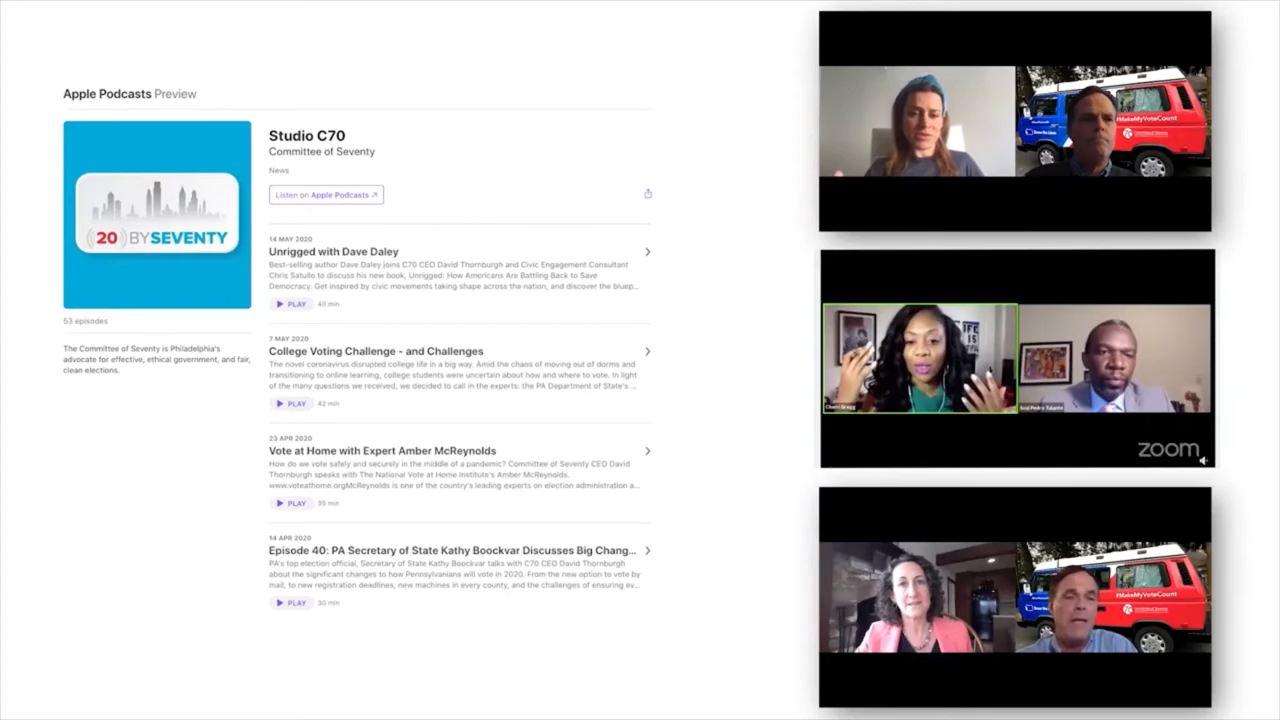 Apple Podcasts Preview
((20)) BY SEVENTY
53 episodes
The Committee of Seventy is Philadelphia's
advocate for effective, ethical government, and fair,
clean elections.
Studio C70
Committee of Seventy
News
Listen on Apple Podcasts ↗
14 MAY 2020
Unrigged with Dave Daley
Best-selling author Dave Daley joins C70 CEO David Thornburgh and Civic Engagement Consultant
Chris Satullo to discuss his new book, Unrigged: How Americans Are Battling Back to Save
Democracy. Get inspired by civic movements taking shape across the nation, and discover the bluep...
PLAY 40 min
7 MAY 2020
College Voting Challenge - and Challenges
The novel coronavirus disrupted college life in a big way. Amid the chaos of moving out of dorms and
transitioning to online learning, college students were uncertain about how and where to vote. In light
of the many questions we received, we decided to call in the experts: the PA Department of State's ...
PLAY 42 min
23 APR 2020
Vote at Home with Expert Amber McReynolds
How do we vote safely and securely in the middle of a pandemic? Committee of Seventy CEO David
Thornburgh speaks with The National Vote at Home Institute's Amber McReynolds.
www.voteathome.orgMcReynolds is one of the country's leading experts on election administration a...
PLAY 35 min
14 APR 2020
Episode 40: PA Secretary of State Kathy Boockvar Discusses Big Chang...
PA's top election official, Secretary of State Kathy Boockvar talks with C70 CEO David Thornburgh
about the significant changes to how Pennsylvanians will vote in 2020. From the new option to vote by
mail, to new registration deadlines, new machines in every county, and the challenges of ensuring ev...
PLAY 30 min
#MakeMyVoteCount
Cherri Gregg
zoom
#MakeMyVoteCount